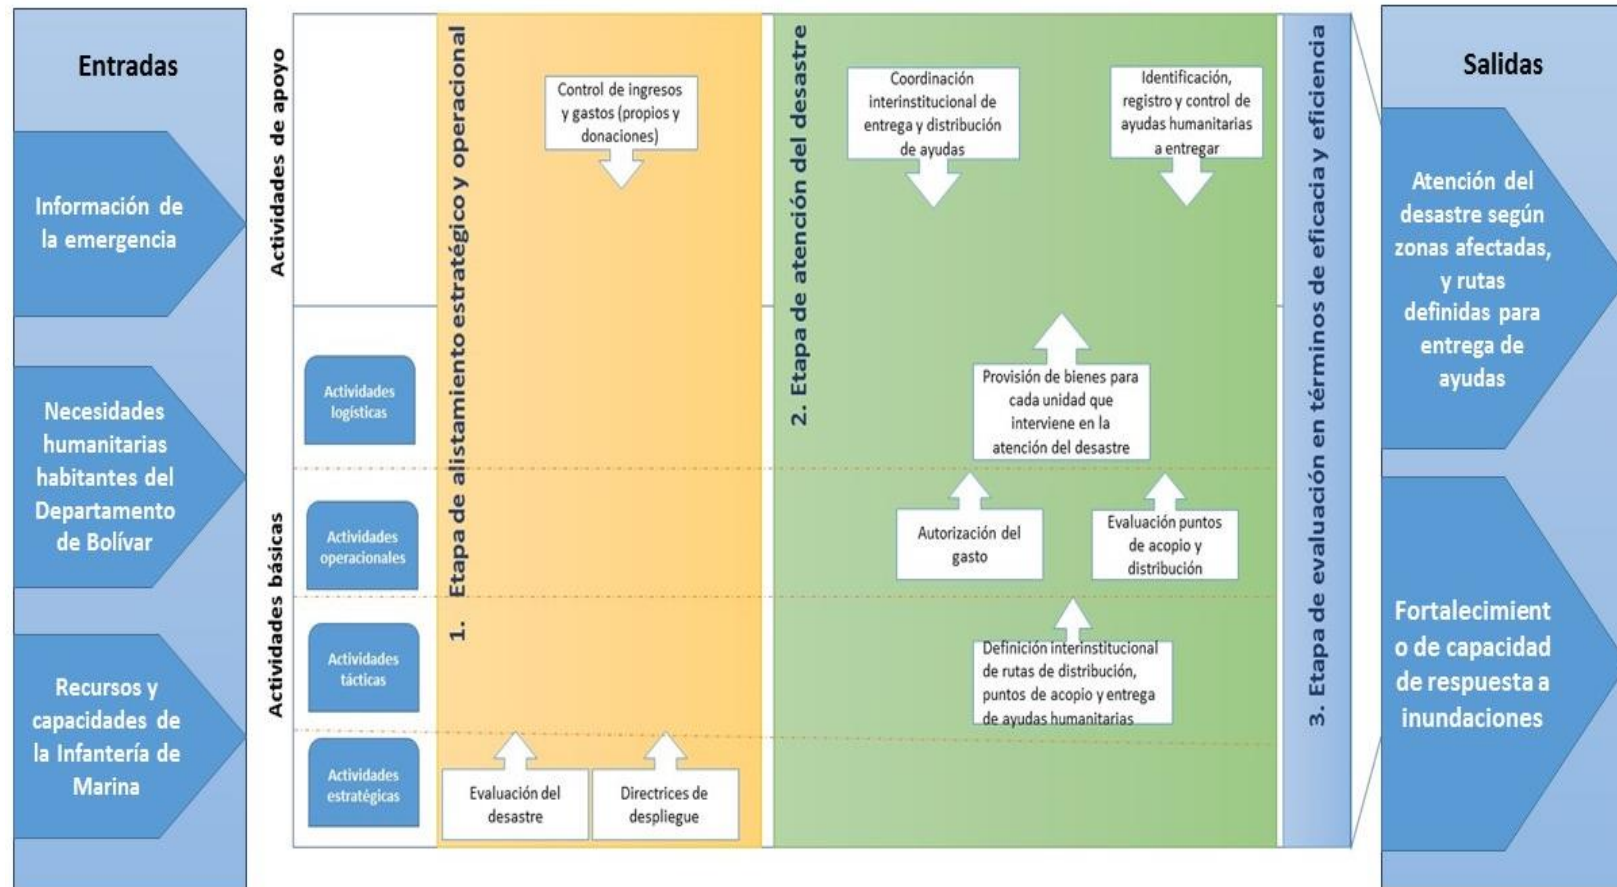 Entradas
Información de
la emergencia
Necesidades
humanitarias
habitantes del
Departamento
de Bolívar
Recursos y
capacidades de
la Infantería de
Marina
Actividades de apoyo
Actividades básicas
Actividades
logísticas
Actividades
operacionales
Actividades
tácticas
Actividades
estratégicas
1. Etapa de alistamiento estratégico y operacional
Control de ingresos
y gastos (propios y
donaciones)
Evaluación del
desastre
Directrices de
despliegue
2. Etapa de atención del desastre
Coordinación
interinstitucional de
entrega y distribución
de ayudas
Identificación,
registro y control de
ayudas humanitarias
a entregar
Provisión de bienes para
cada unidad que
interviene en la
atención del desastre
Autorización del
gasto
Evaluación puntos
de acopio y
distribución
Definición interinstitucional
de rutas de distribución,
puntos de acopio y entrega
de ayudas humanitarias
3. Etapa de evaluación en términos de eficacia y eficiencia
Salidas
Atención del
desastre según
zonas afectadas,
y rutas
definidas para
entrega de
ayudas
Fortalecimient
o de capacidad
de respuesta a
inundaciones